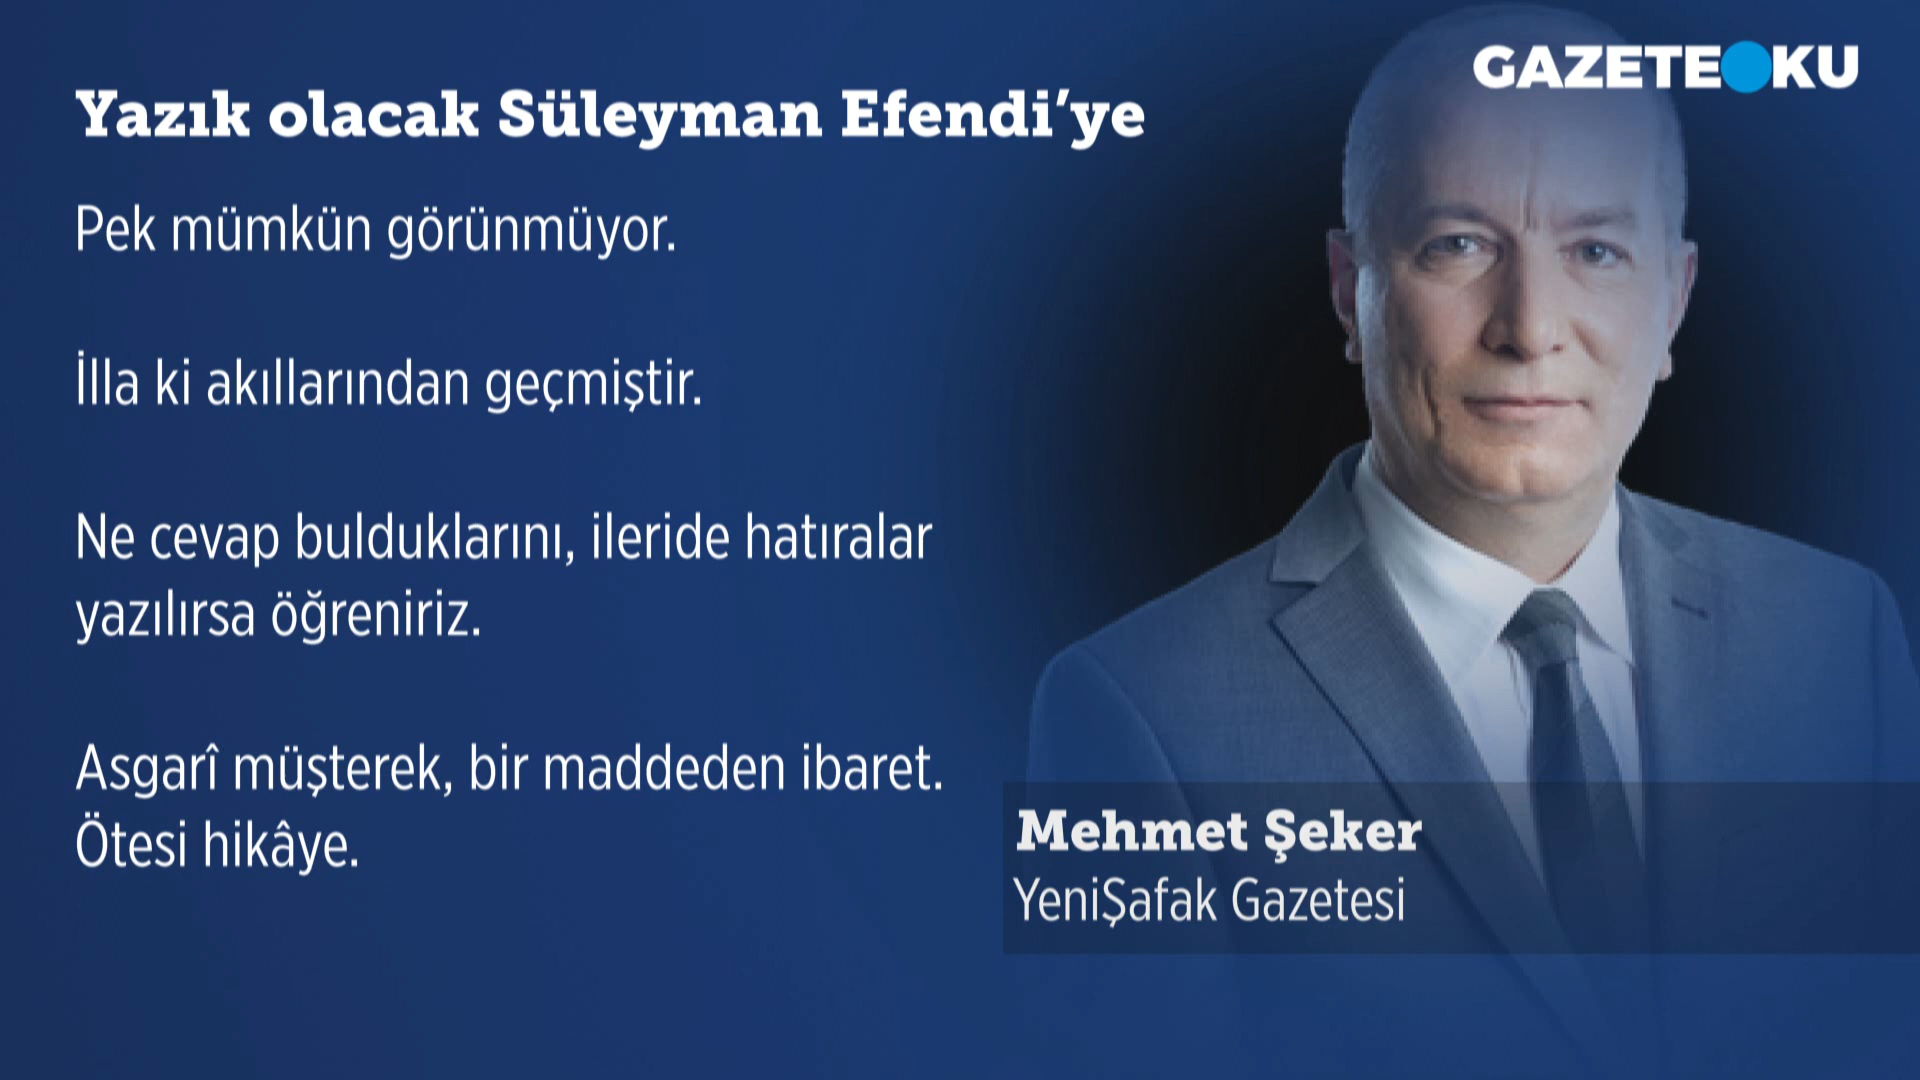 GAZETEOKU
Yazık olacak Süleyman Efendi’ye
Pek mümkün görünmüyor.
İlla ki akıllarından geçmiştir.
Ne cevap bulduklarını, ileride hatıralar
yazılırsa öğreniriz.
Asgarî müşterek, bir maddeden ibaret.
Ötesi hikâye.
Mehmet Şeker
YeniŞafak Gazetesi